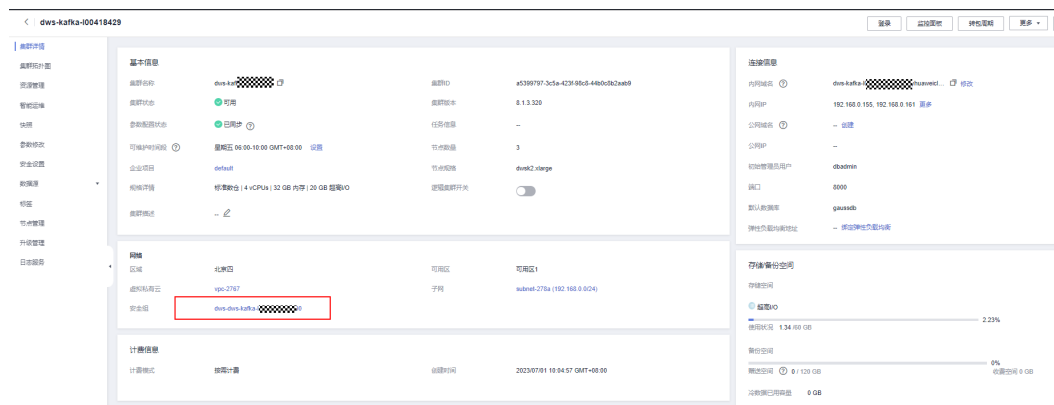 dws-kafka-l00418429
登录 监控面板 转包周期 更多
集群详情
集群拓扑图
资源管理
智能运维
快照
参数修改
安全设置
数据源
标签
节点管理
升级管理
日志服务
基本信息
集群名称 dws-kaf
集群ID a5399797-3c5a-423f-98c8-44b0c8b2aab9
集群状态 可用
集群版本 8.1.3.320
参数配置状态 已同步
任务信息 --
可维护时间段 星期五 06:00-10:00 GMT+08:00 设置
节点数量 3
企业项目 default
节点规格 dwsk2.xlarge
规格详情 标准数仓 | 4 vCPUs | 32 GB 内存 | 20 GB 超高I/O
逻辑集群开关
集群描述 --
网络
区域 北京四
可用区 可用区1
虚拟私有云 vpc-2767
子网 subnet-278a (192.168.0.0/24)
安全组 dws-dws-kafka-
计费信息
计费模式 按需计费
创建时间 2023/07/01 10:04:57 GMT+08:00
连接信息
内网域名 dws-kafka-l rhuaweicl... 修改
内网IP 192.168.0.155, 192.168.0.161 更多
公网域名 -- 创建
公网IP --
初始管理员用户 dbadmin
端口 8000
默认数据库 gaussdb
弹性负载均衡地址 -- 绑定弹性负载均衡
存储/备份空间
存储空间
超高I/O
2.23%
使用状况 1.34 /60 GB
备份空间
0%
赠送空间 0 / 120 GB 收费空间 0 GB
冷数据已用容量 0 GB